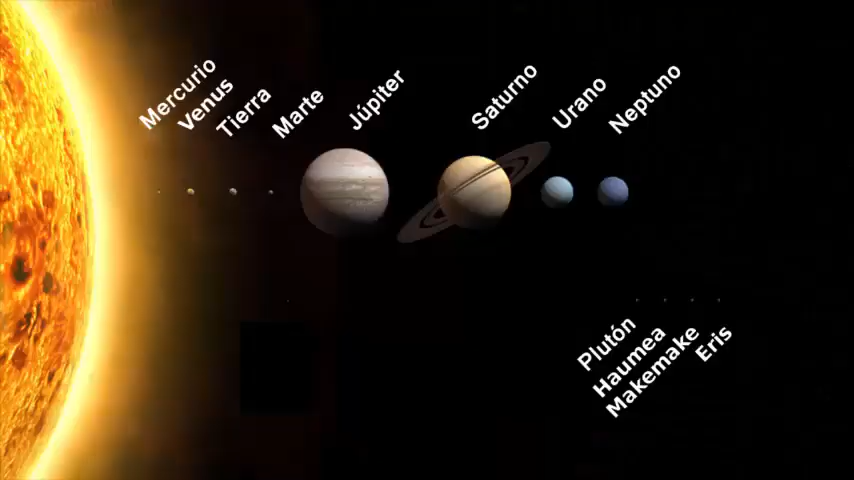 Mercurio
Venus
Tierra
Marte
Júpiter
Saturno
Urano
Neptuno
Plutón
Haumea
Makemake
Eris